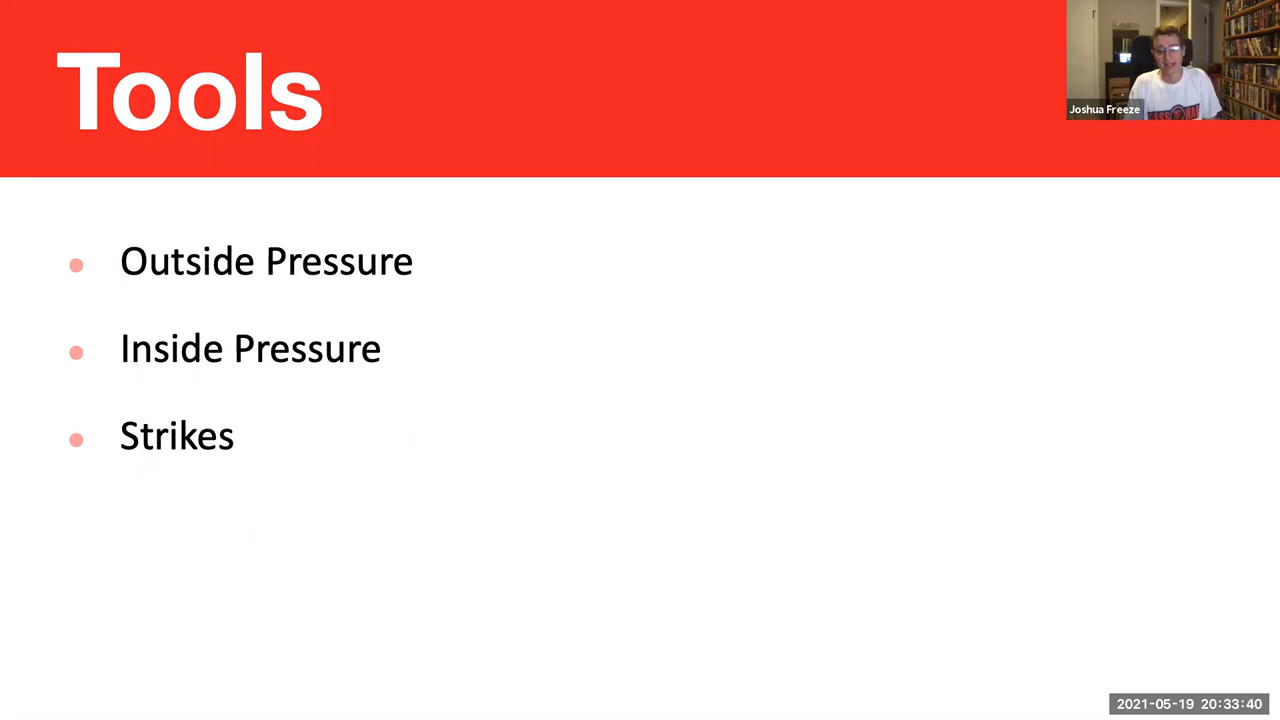 Tools
Joshua Freeze
Outside Pressure
Inside Pressure
Strikes
2021-05-19 20:33:40